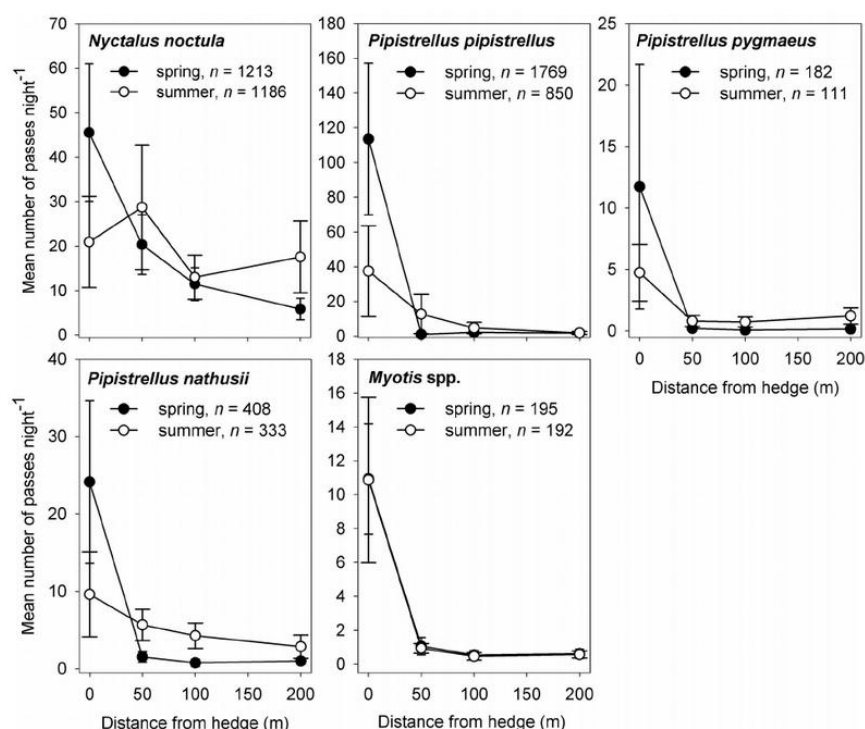 Nyctalus noctula
spring, n = 1213
summer, n = 1186
70
60
50
40
30
20
10
0
Mean number of passes night⁻¹
Pipistrellus pipistrellus
spring, n = 1769
summer, n = 850
180
160
140
120
100
80
60
40
20
0
Pipistrellus pygmaeus
spring, n = 182
summer, n = 111
25
20
15
10
5
0
0 50 100 150 200
Distance from hedge (m)
Pipistrellus nathusii
spring, n = 408
summer, n = 333
40
30
20
10
0
Mean number of passes night⁻¹
0 50 100 150 200
Distance from hedge (m)
Myotis spp.
spring, n = 195
summer, n = 192
18
16
14
12
10
8
6
4
2
0
0 50 100 150 200
Distance from hedge (m)